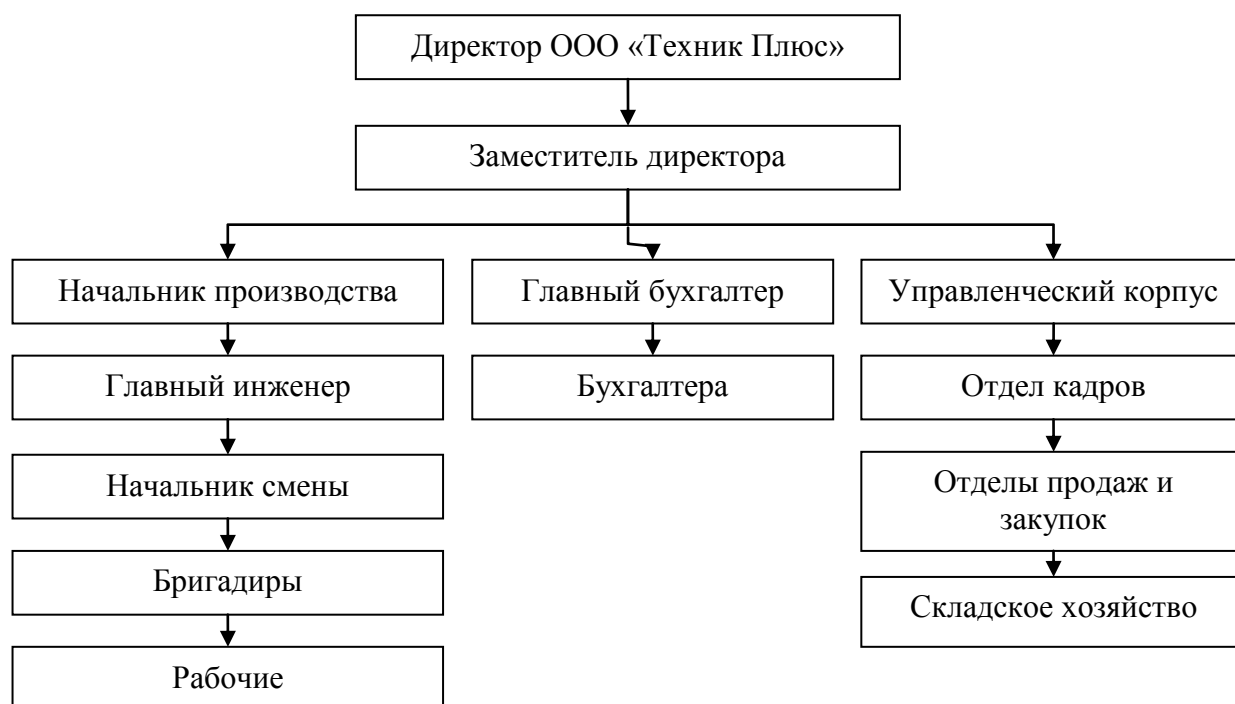 Директор ООО «Техник Плюс»
Заместитель директора
Начальник производства
Главный бухгалтер
Управленческий корпус
Главный инженер
Бухгалтера
Отдел кадров
Начальник смены
Отделы продаж и
закупок
Бригадиры
Складское хозяйство
Рабочие